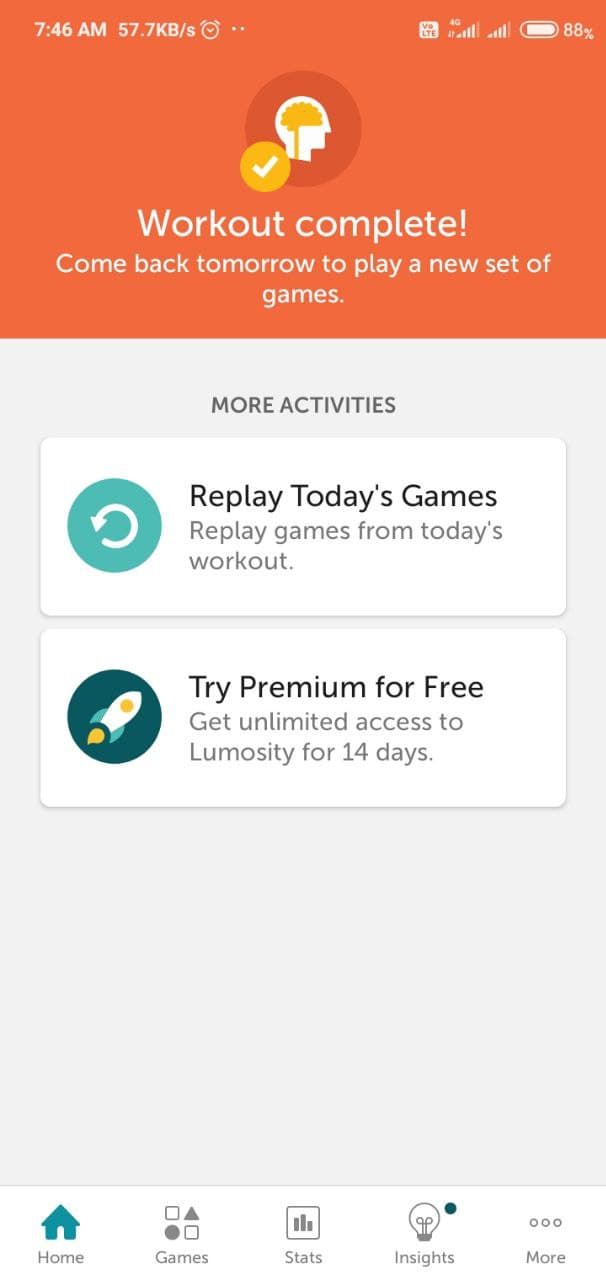 7:46 AM 57.7KB/s
Vo LTE 4G 88%
Workout complete!
Come back tomorrow to play a new set of
games.
MORE ACTIVITIES
Replay Today's Games
Replay games from today's
workout.
Try Premium for Free
Get unlimited access to
Lumosity for 14 days.
Home Games Stats Insights More